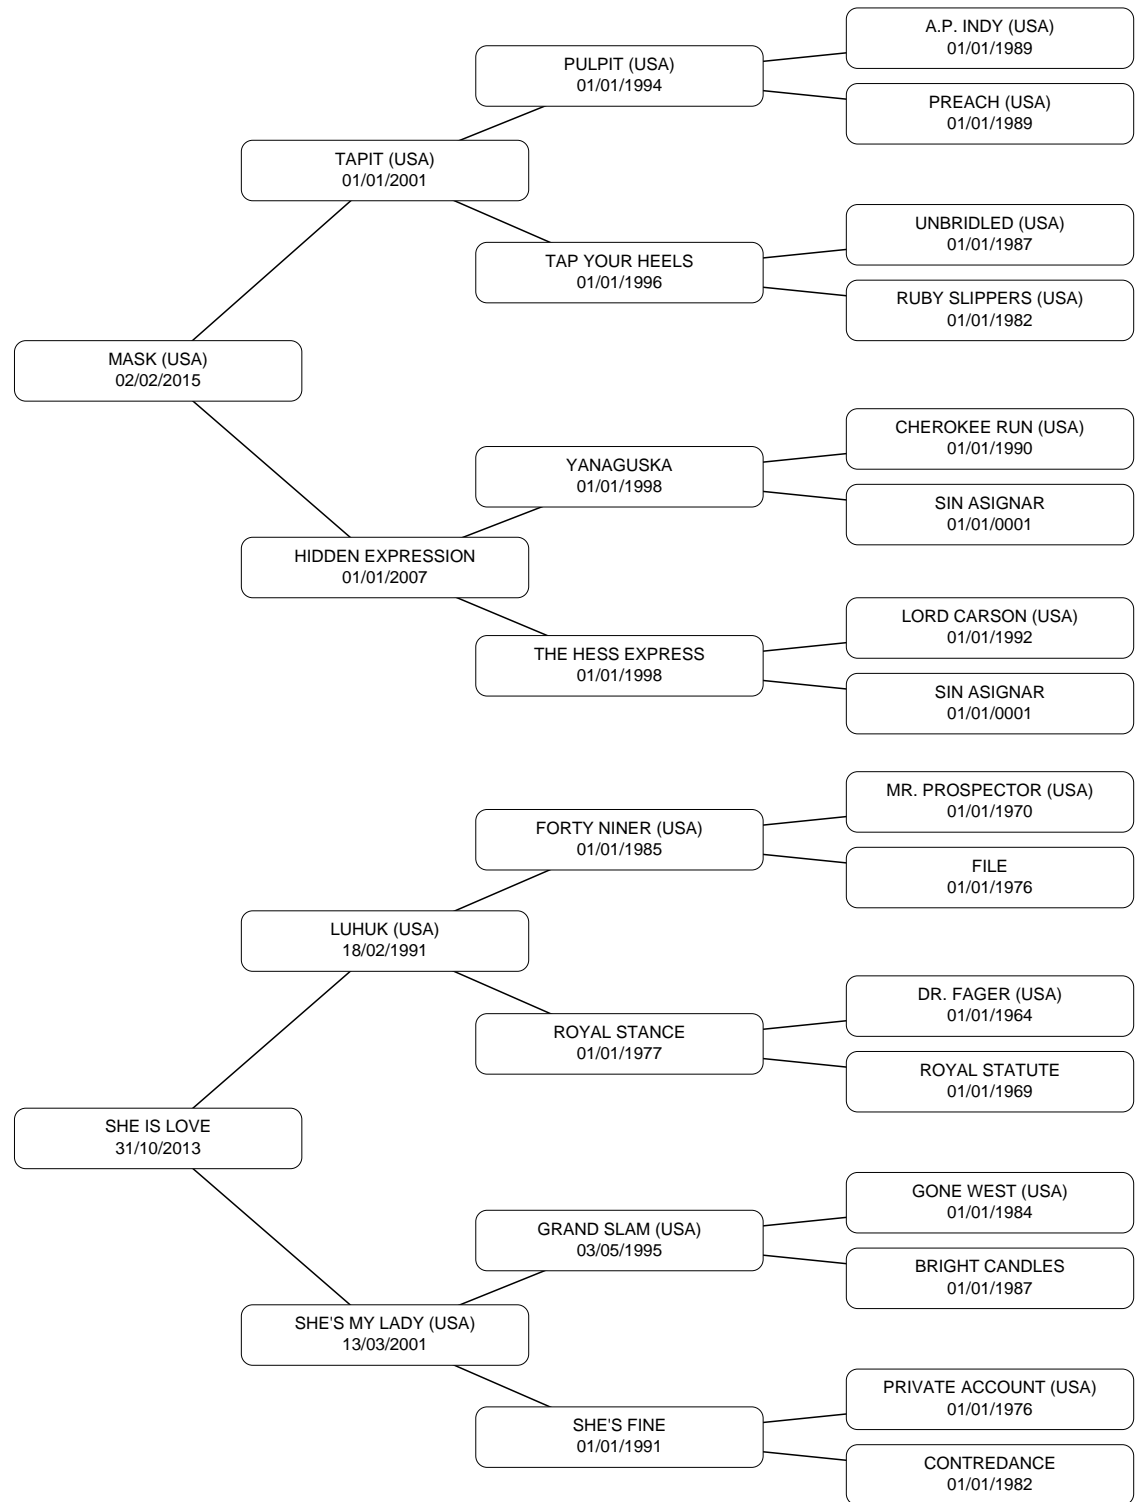 A.P. INDY (USA)
01/01/1989
PULPIT (USA)
01/01/1994
PREACH (USA)
01/01/1989
TAPIT (USA)
01/01/2001
UNBRIDLED (USA)
01/01/1987
TAP YOUR HEELS
01/01/1996
RUBY SLIPPERS (USA)
01/01/1982
MASK (USA)
02/02/2015
CHEROKEE RUN (USA)
01/01/1990
YANAGUSKA
01/01/1998
SIN ASIGNAR
01/01/0001
HIDDEN EXPRESSION
01/01/2007
LORD CARSON (USA)
01/01/1992
THE HESS EXPRESS
01/01/1998
SIN ASIGNAR
01/01/0001
MR. PROSPECTOR (USA)
01/01/1970
FORTY NINER (USA)
01/01/1985
FILE
01/01/1976
LUHUK (USA)
18/02/1991
DR. FAGER (USA)
01/01/1964
ROYAL STANCE
01/01/1977
ROYAL STATUTE
01/01/1969
SHE IS LOVE
31/10/2013
GONE WEST (USA)
01/01/1984
GRAND SLAM (USA)
03/05/1995
BRIGHT CANDLES
01/01/1987
SHE'S MY LADY (USA)
13/03/2001
PRIVATE ACCOUNT (USA)
01/01/1976
SHE'S FINE
01/01/1991
CONTREDANCE
01/01/1982